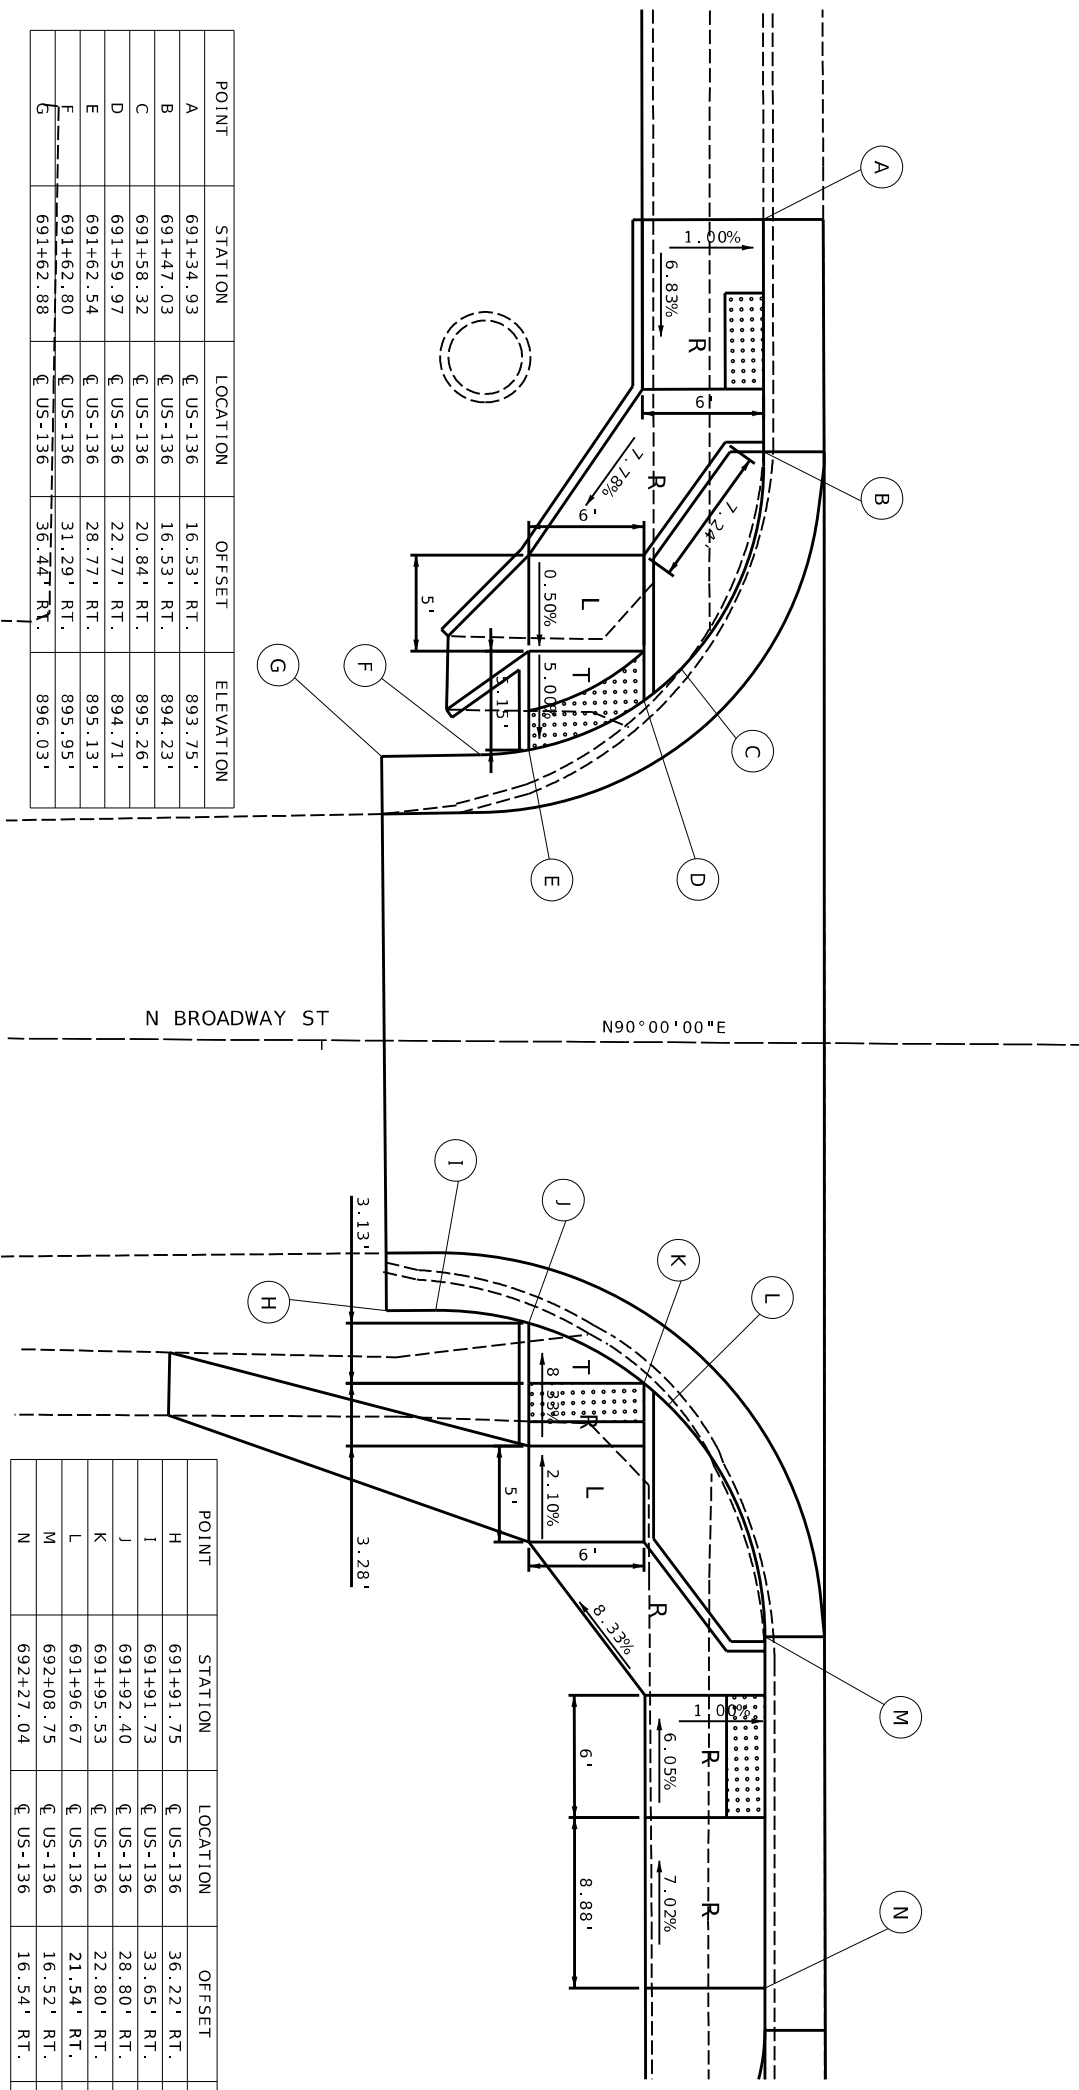 POINT STATION LOCATION OFFSET ELEVATION
A 691+34.93 ℄ US-136 16.53' RT. 893.75'
B 691+47.03 ℄ US-136 16.53' RT. 894.23'
C 691+58.32 ℄ US-136 20.84' RT. 895.26'
D 691+59.97 ℄ US-136 22.77' RT. 894.71'
E 691+62.54 ℄ US-136 28.77' RT. 895.13'
F 691+62.80 ℄ US-136 31.29' RT. 895.95'
G 691+62.88 ℄ US-136 36.44' RT. 896.03'
A
1.00%
6.83%
R
6'
B
7.78%
R
7.24'
6'
0.50%
L
5'
T
5.00%
5.15'
G
F
C
E
D
N BROADWAY ST
N90°00'00"E
I
J
K
L
H
3.13'
T
8.33%
R
2.10%
L
5'
6'
3.28'
8.33%
R
M
1.00%
6.05%
R
6'
7.02%
R
8.88'
N
POINT STATION LOCATION OFFSET
H 691+91.75 ℄ US-136 36.22' RT.
I 691+91.73 ℄ US-136 33.65' RT.
J 691+92.40 ℄ US-136 28.80' RT.
K 691+95.53 ℄ US-136 22.80' RT.
L 691+96.67 ℄ US-136 21.54' RT.
M 692+08.75 ℄ US-136 16.52' RT.
N 692+27.04 ℄ US-136 16.54' RT.